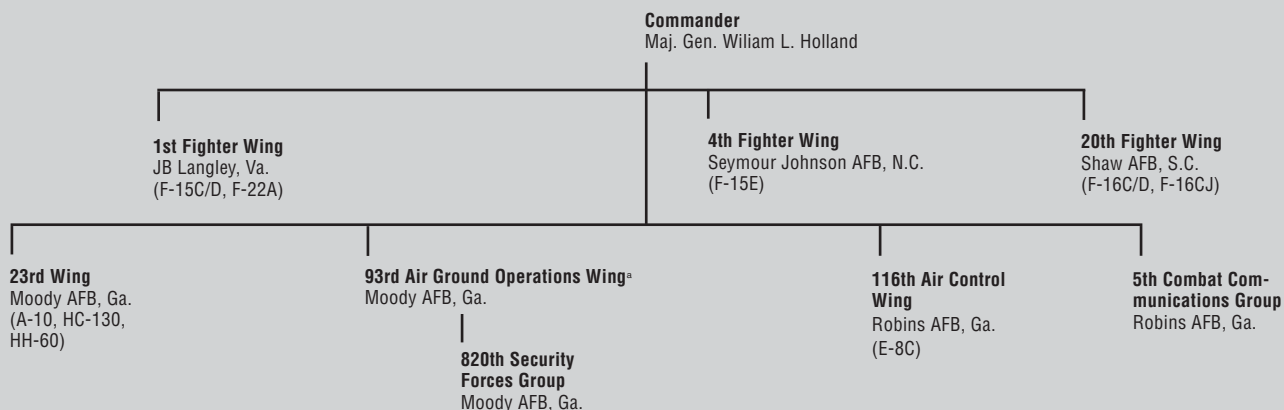 Commander
Maj. Gen. Wiliam L. Holland
1st Fighter Wing
JB Langley, Va.
(F-15C/D, F-22A)
4th Fighter Wing
Seymour Johnson AFB, N.C.
(F-15E)
20th Fighter Wing
Shaw AFB, S.C.
(F-16C/D, F-16CJ)
23rd Wing
Moody AFB, Ga.
(A-10, HC-130,
HH-60)
93rd Air Ground Operations Wingᵃ
Moody AFB, Ga.
820th Security
Forces Group
Moody AFB, Ga.
116th Air Control
Wing
Robins AFB, Ga.
(E-8C)
5th Combat Com-
munications Group
Robins AFB, Ga.